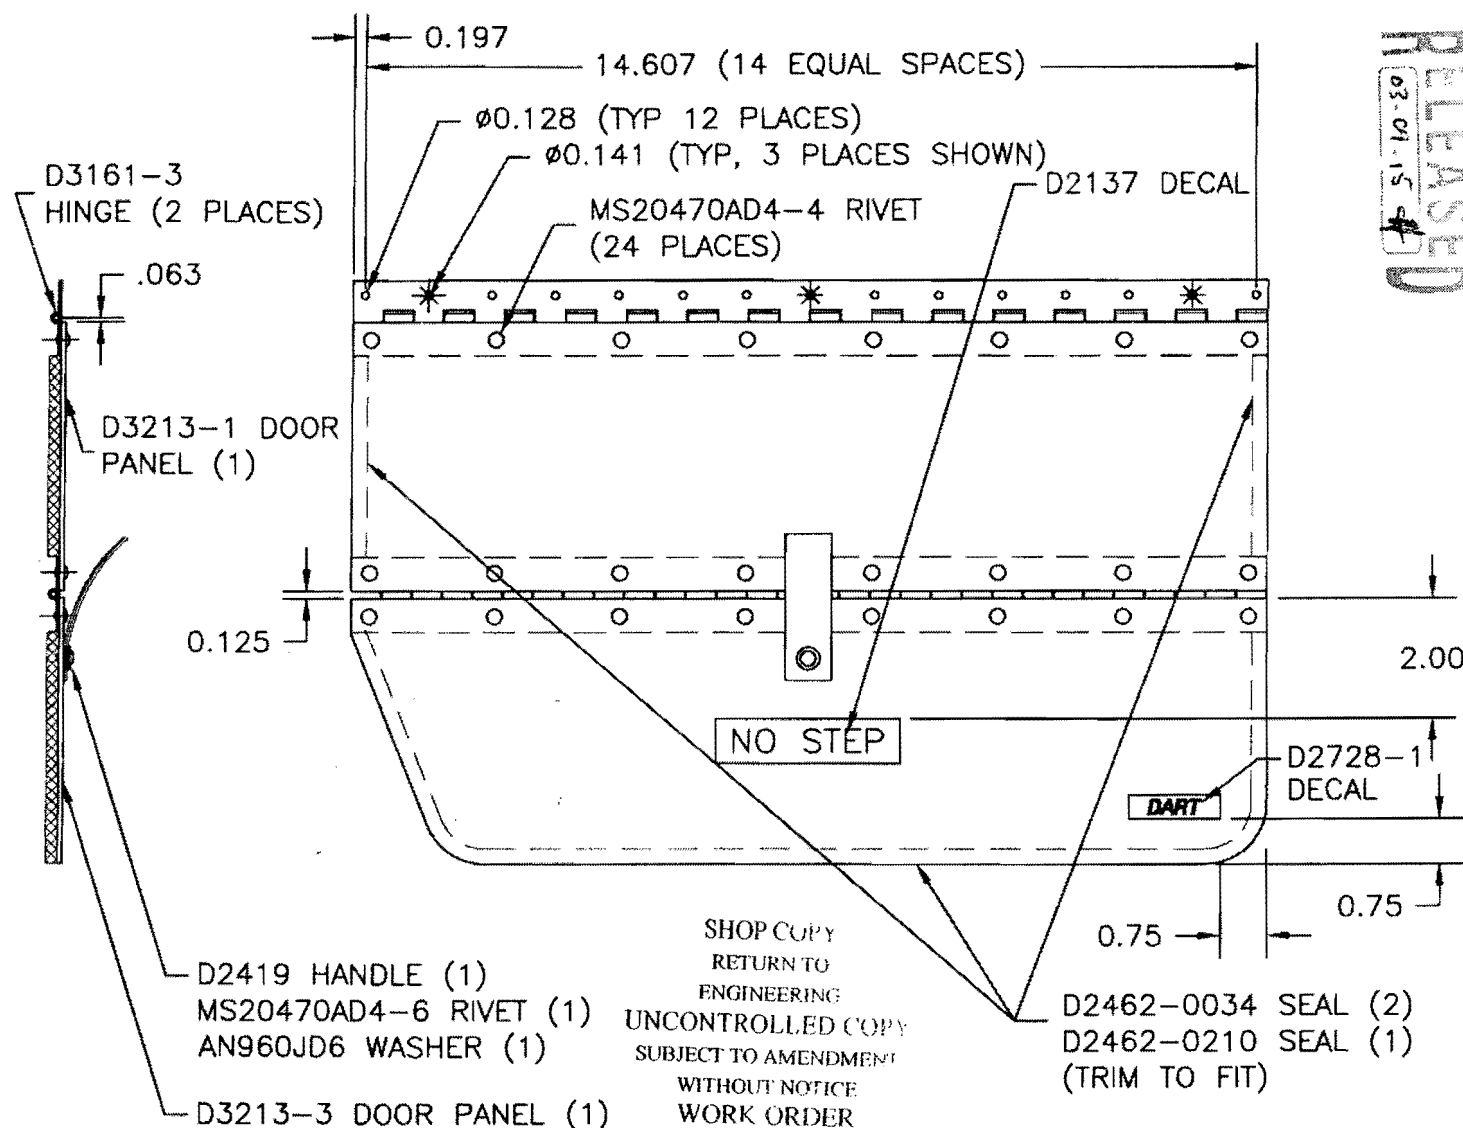 0.197
14.607 (14 EQUAL SPACES)
ø0.128 (TYP 12 PLACES)
ø0.141 (TYP, 3 PLACES SHOWN)
D3161-3
HINGE (2 PLACES)
D2137 DECAL
MS20470AD4-4 RIVET
(24 PLACES)
RELEASED
03-01-15
.063
D3213-1 DOOR
PANEL (1)
0.125
2.00
NO STEP
D2728-1
DECAL
DART
0.75
0.75
D2419 HANDLE (1)
MS20470AD4-6 RIVET (1)
AN960JD6 WASHER (1)
D3213-3 DOOR PANEL (1)
SHOP COPY
RETURN TO
ENGINEERING
UNCONTROLLED COPY
SUBJECT TO AMENDMENT
WITHOUT NOTICE
WORK ORDER
D2462-0034 SEAL (2)
D2462-0210 SEAL (1)
(TRIM TO FIT)